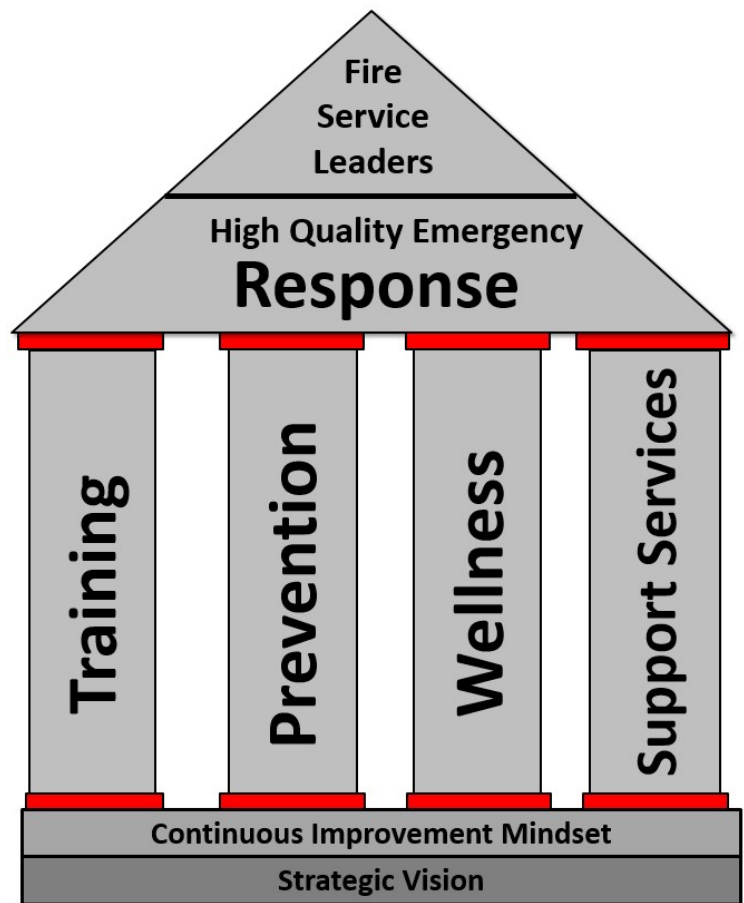 Fire
Service
Leaders
High Quality Emergency
Response
Training
Prevention
Wellness
Support Services
Continuous Improvement Mindset
Strategic Vision